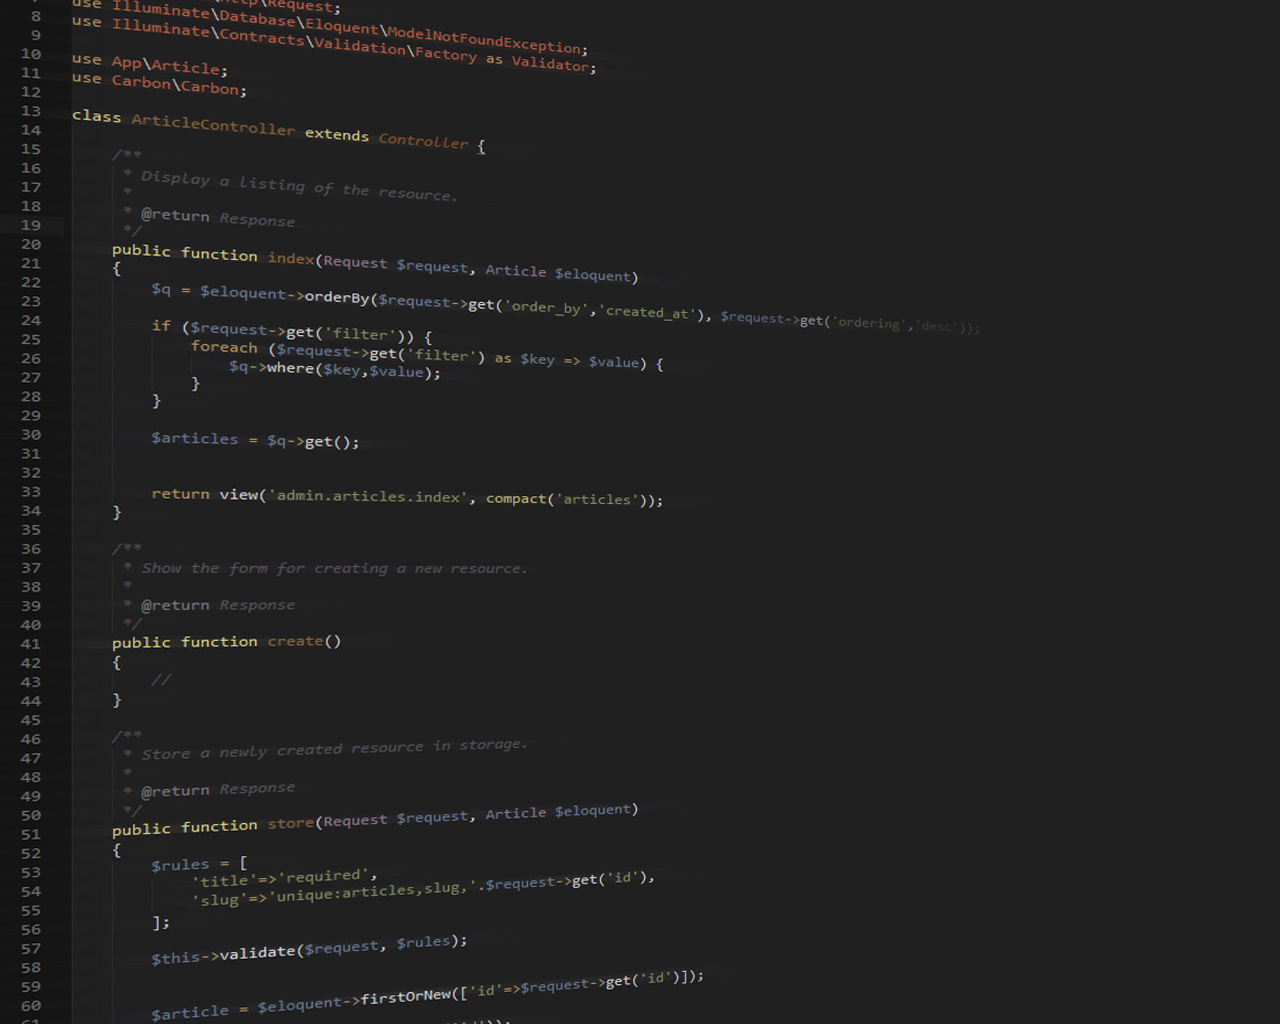 use Illuminate\Http\Request;
8 use Illuminate\Database\Eloquent\ModelNotFoundException;
9 use Illuminate\Contracts\Validation\Factory as Validator;
10
11 use App\Article;
12 use Carbon\Carbon;
13
14 class ArticleController extends Controller {
15
16 /**
17 * Display a listing of the resource.
18 *
19 * @return Response
20 */
21 public function index(Request $request, Article $eloquent)
22 {
23 $q = $eloquent->orderBy($request->get('order_by','created_at'), $request->get('ordering','desc'));
24
25 if ($request->get('filter')) {
26 foreach ($request->get('filter') as $key => $value) {
27 $q->where($key,$value);
28 }
29 }
30
31 $articles = $q->get();
32
33
34 return view('admin.articles.index', compact('articles'));
35 }
36
37 /**
38 * Show the form for creating a new resource.
39 *
40 * @return Response
41 */
42 public function create()
43 {
44 //
45 }
46
47 /**
48 * Store a newly created resource in storage.
49 *
50 * @return Response
51 */
52 public function store(Request $request, Article $eloquent)
53 {
54 $rules = [
55 'title'=>'required',
56 'slug'=>'unique:articles,slug,'.$request->get('id'),
57 ];
58
59 $this->validate($request, $rules);
60
61 $article = $eloquent->firstOrNew(['id'=>$request->get('id')]);